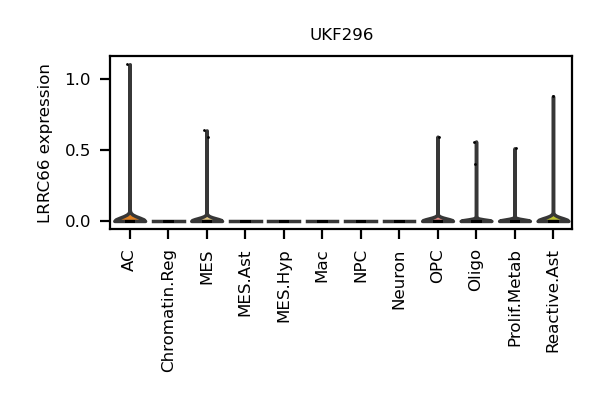 UKF296
LRRC66 expression
1.0
0.5
0.0
AC
Chromatin.Reg
MES
MES.Ast
MES.Hyp
Mac
NPC
Neuron
OPC
Oligo
Prolif.Metab
Reactive.Ast